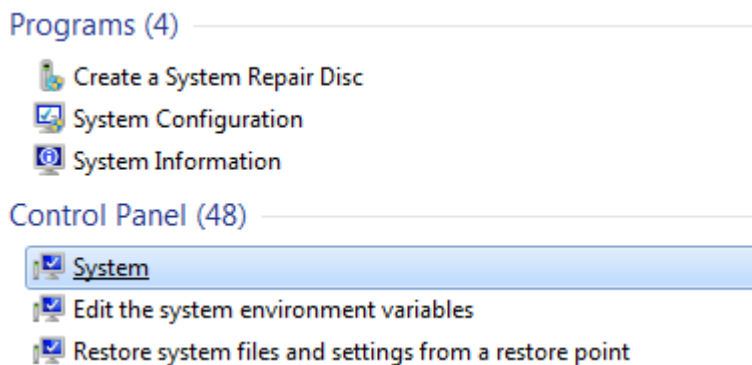 Programs (4)
Create a System Repair Disc
System Configuration
System Information
Control Panel (48)
System
Edit the system environment variables
Restore system files and settings from a restore point